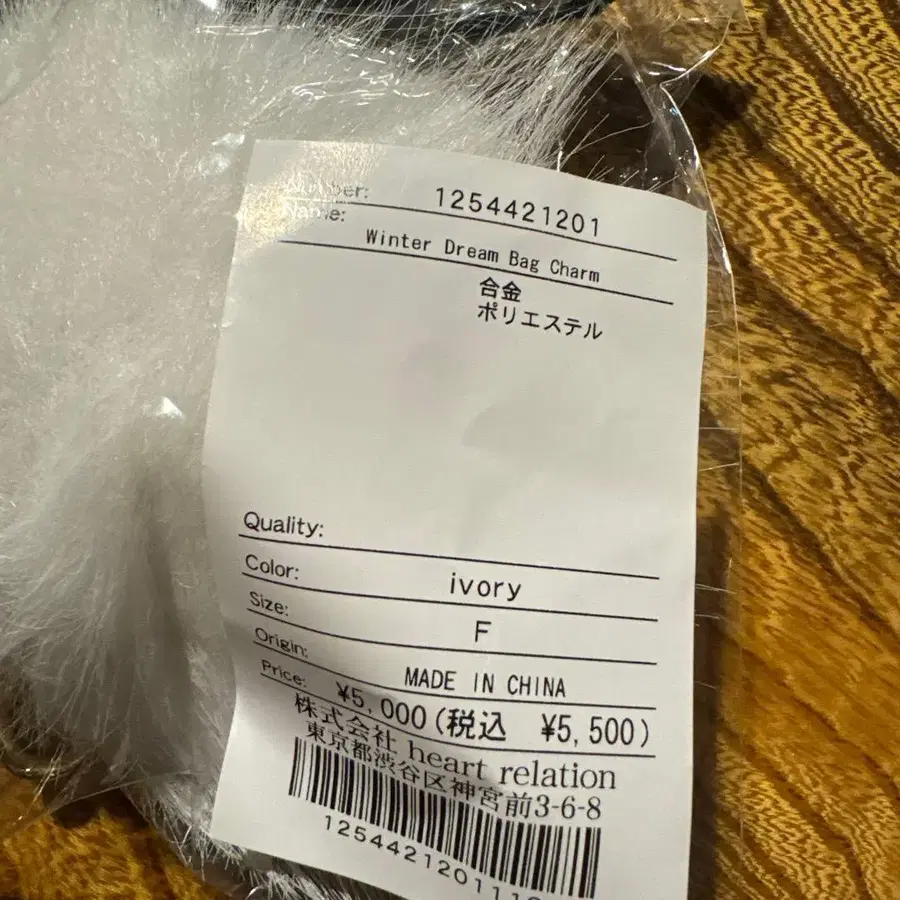 Number: 1254421201
Name:
Winter Dream Bag Charm
合金
ポリエステル
Quality:
Color: ivory
Size: F
Origin: MADE IN CHINA
Price: ¥5,000(税込 ¥5,500)
株式会社 heart relation
東京都渋谷区神宮前3-6-8